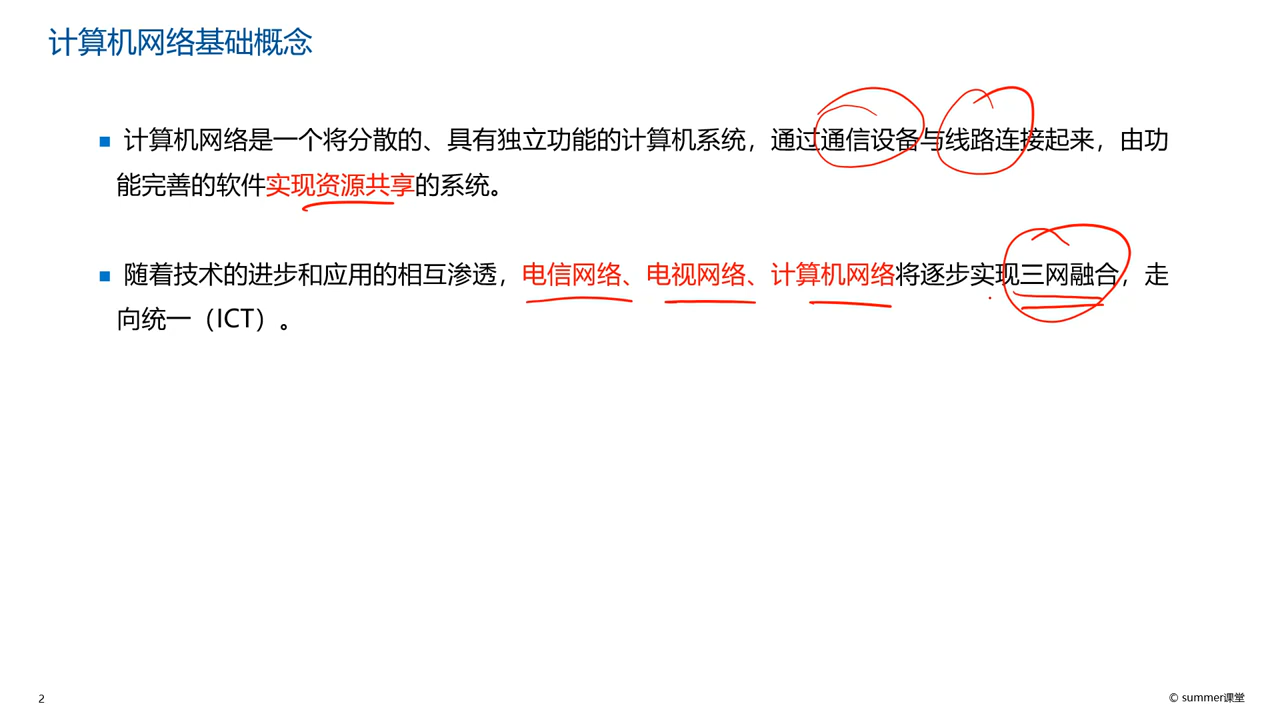 计算机网络基础概念
■ 计算机网络是一个将分散的、具有独立功能的计算机系统，通过通信设备与线路连接起来，由功
能完善的软件实现资源共享的系统。
■ 随着技术的进步和应用的相互渗透，电信网络、电视网络、计算机网络将逐步实现三网融合，走
向统一（ICT）。
2
© summer课堂